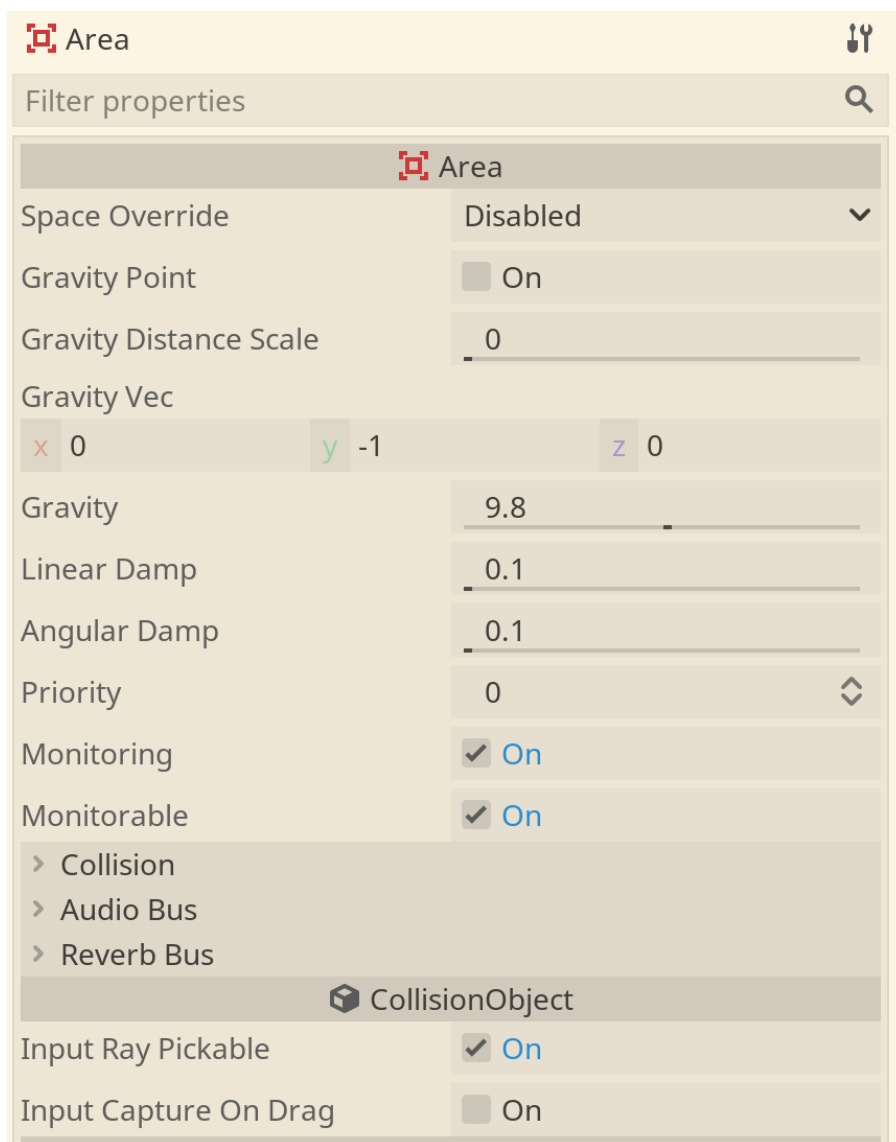 Area
Filter properties
Area
Space Override Disabled
Gravity Point On
Gravity Distance Scale 0
Gravity Vec
x 0 y -1 z 0
Gravity 9.8
Linear Damp 0.1
Angular Damp 0.1
Priority 0
Monitoring On
Monitorable On
Collision
Audio Bus
Reverb Bus
CollisionObject
Input Ray Pickable On
Input Capture On Drag On